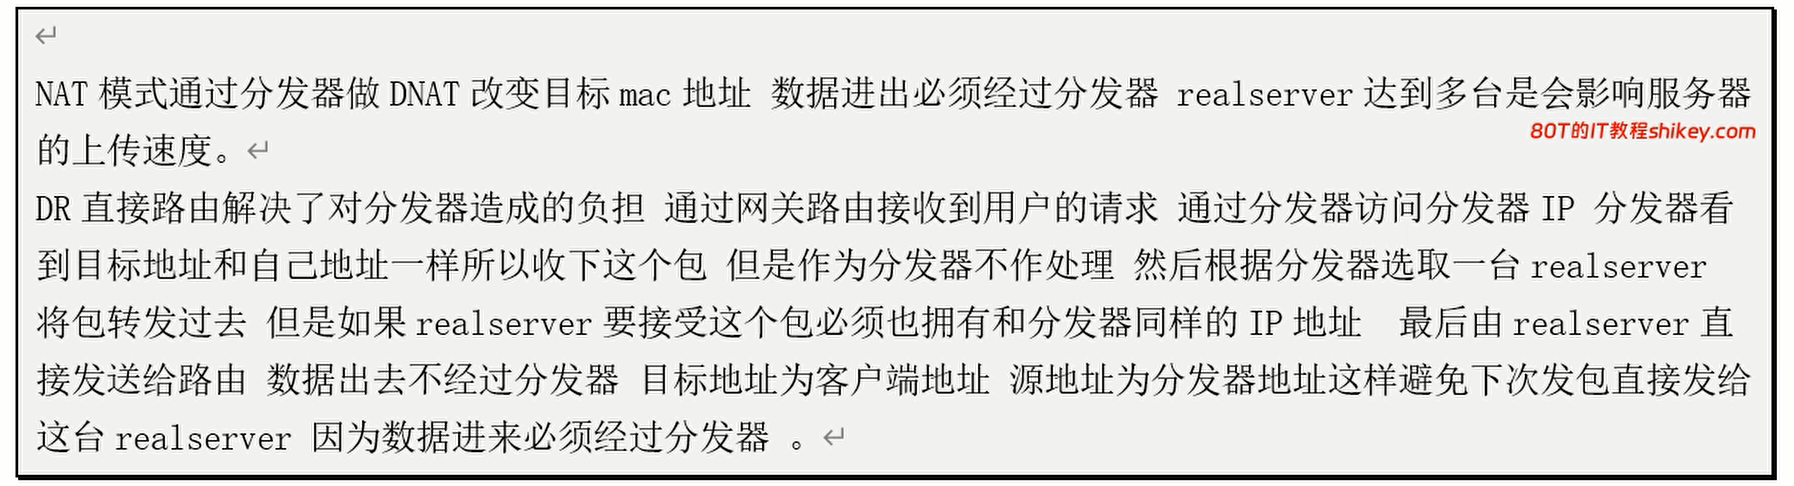 NAT 模式通过分发器做 DNAT 改变目标 mac 地址 数据进出必须经过分发器 realserver 达到多台是会影响服务器
80T的IT教程shikey.com
的上传速度。
DR 直接路由解决了对分发器造成的负担 通过网关路由接收到用户的请求 通过分发器访问分发器 IP 分发器看
到目标地址和自己地址一样所以收下这个包 但是作为分发器不作处理 然后根据分发器选取一台 realserver
将包转发过去 但是如果 realserver 要接受这个包必须也拥有和分发器同样的 IP 地址 最后由 realserver 直
接发送给路由 数据出去不经过分发器 目标地址为客户端地址 源地址为分发器地址这样避免下次发包直接发给
这台 realserver 因为数据进来必须经过分发器 。